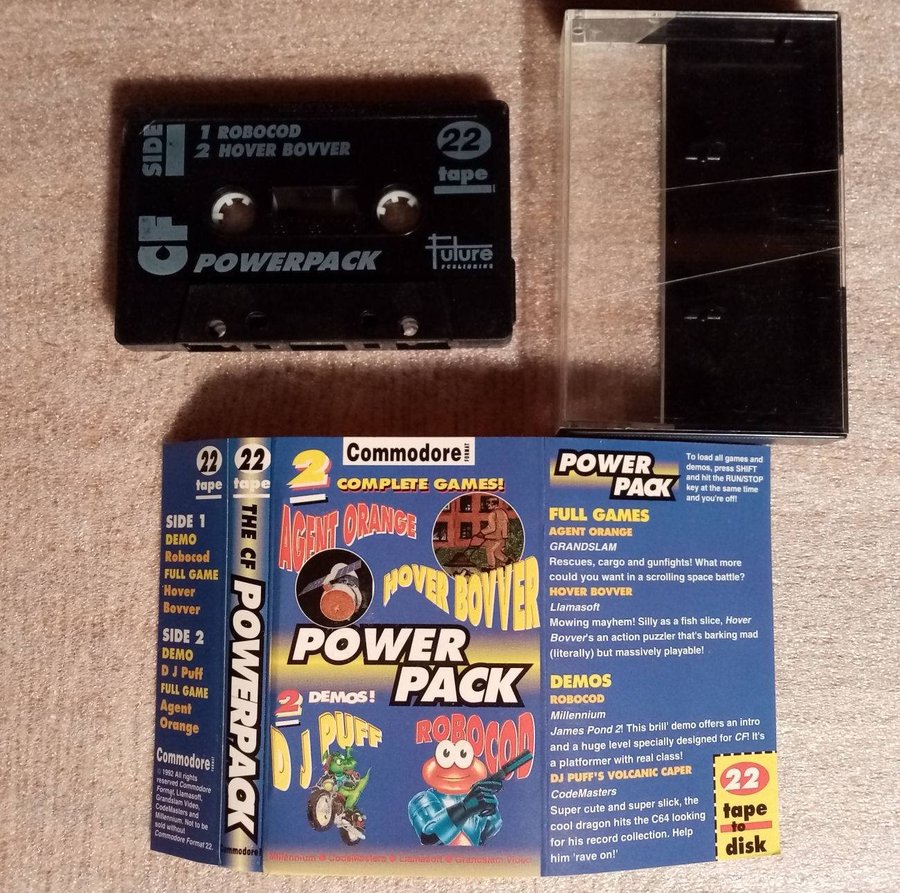 SIDE 1
1 ROBOCOD
2 HOVER BOVVER
22
tape
CF
POWERPACK
Future
PUBLISHING
22
tape
SIDE 1
DEMO
Robocod
FULL GAME
Hover
Bovver
SIDE 2
DEMO
D J Puff
FULL GAME
Agent
Orange
Commodore
FORMAT
© 1992 All rights
reserved Commodore
Format, Llamasoft,
Grandslam Video,
CodeMasters and
Millennium. Not to be
sold without
Commodore Format 22.
22
tape
THE CF POWERPACK
Commodore
Commodore
FORMAT
2
COMPLETE GAMES!
AGENT ORANGE
HOVER BOVVER
POWER
PACK
2 DEMOS!
D J PUFF
ROBOCOD
Millennium CodeMasters Llamasoft Grandslam Video
POWER
PACK
To load all games and
demos, press SHIFT
and hit the RUN/STOP
key at the same time
and you're off!
FULL GAMES
AGENT ORANGE
GRANDSLAM
Rescues, cargo and gunfights! What more
could you want in a scrolling space battle?
HOVER BOVVER
Llamasoft
Mowing mayhem! Silly as a fish slice, Hover
Bovver's an action puzzler that's barking mad
(literally) but massively playable!
DEMOS
ROBOCOD
Millennium
James Pond 2! This brill' demo offers an intro
and a huge level specially designed for CF! It's
a platformer with real class!
DJ PUFF'S VOLCANIC CAPER
CodeMasters
Super cute and super slick, the
cool dragon hits the C64 looking
for his record collection. Help
him 'rave on!'
22
tape
to
disk